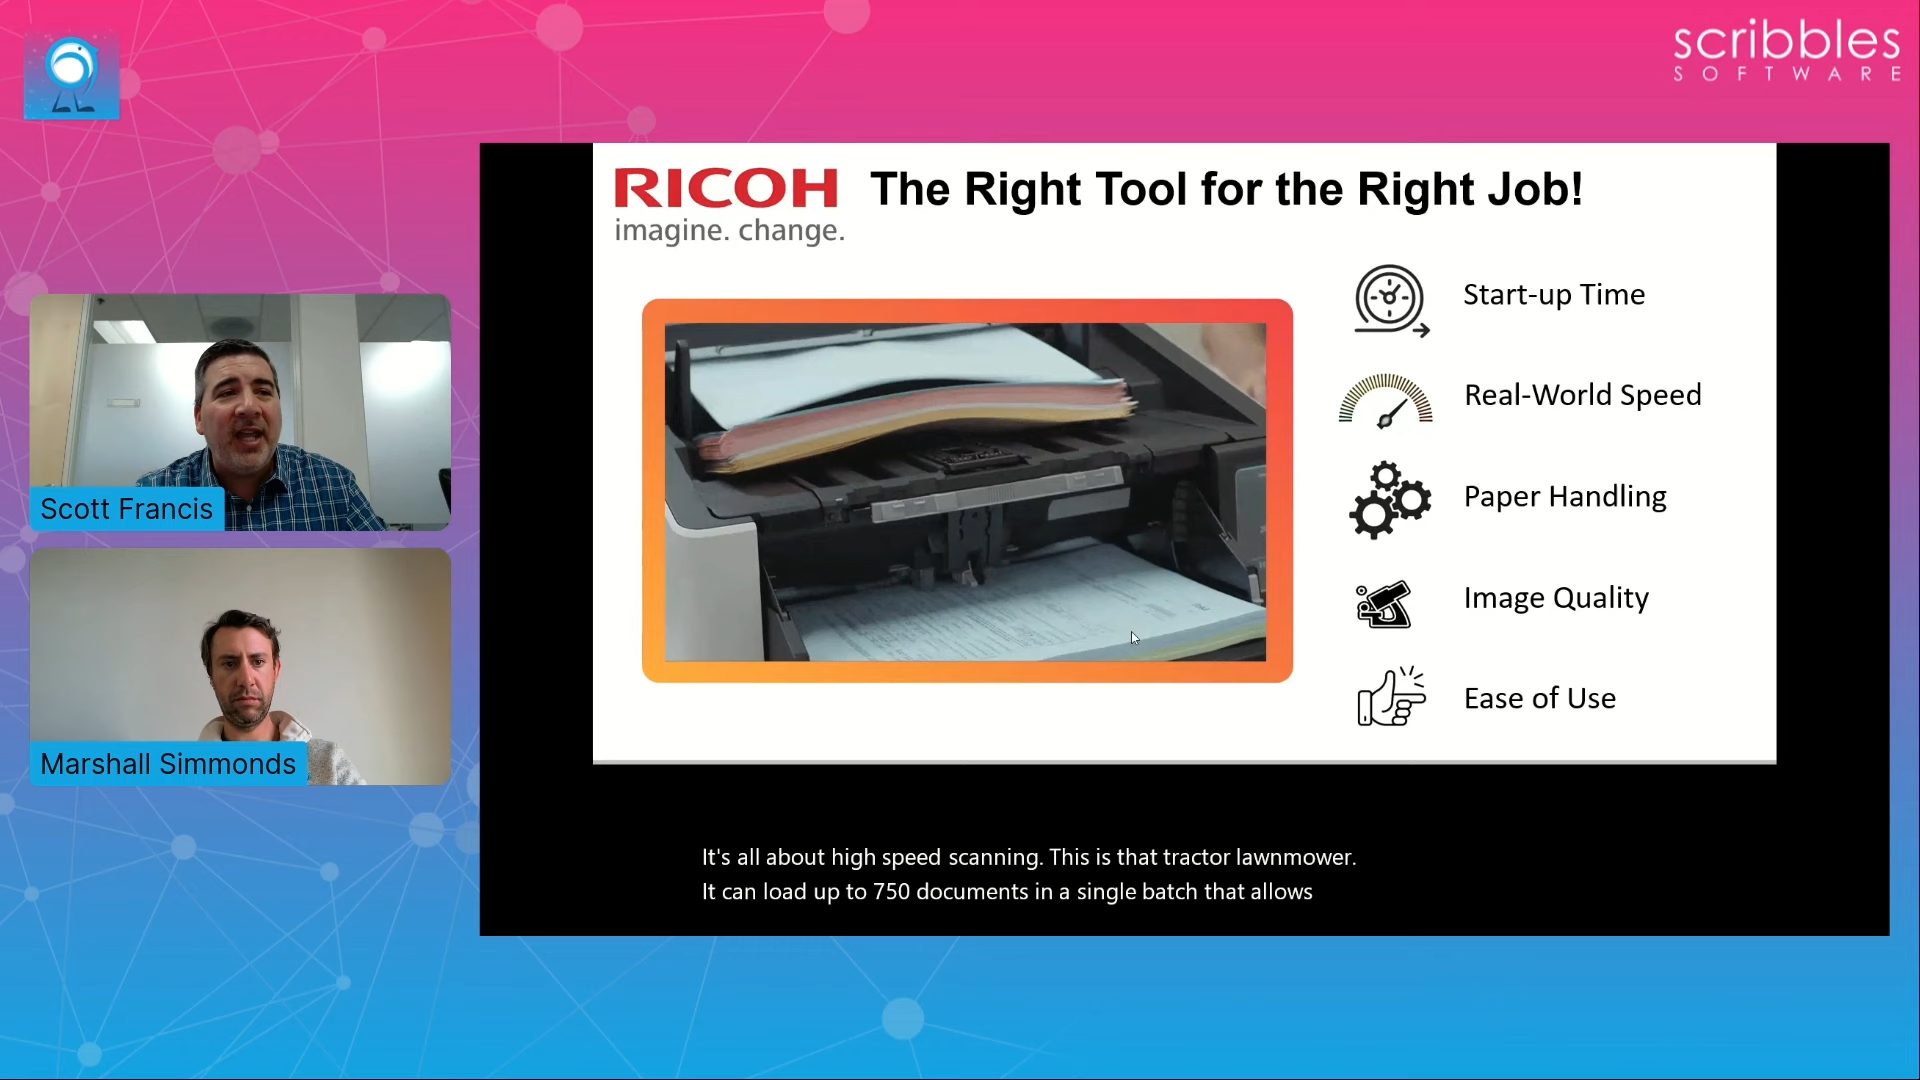 scribbles
SOFTWARE
RICOH
imagine. change.
The Right Tool for the Right Job!
Start-up Time
Real-World Speed
Paper Handling
Image Quality
Ease of Use
Scott Francis
Marshall Simmonds
It's all about high speed scanning. This is that tractor lawnmower.
It can load up to 750 documents in a single batch that allows